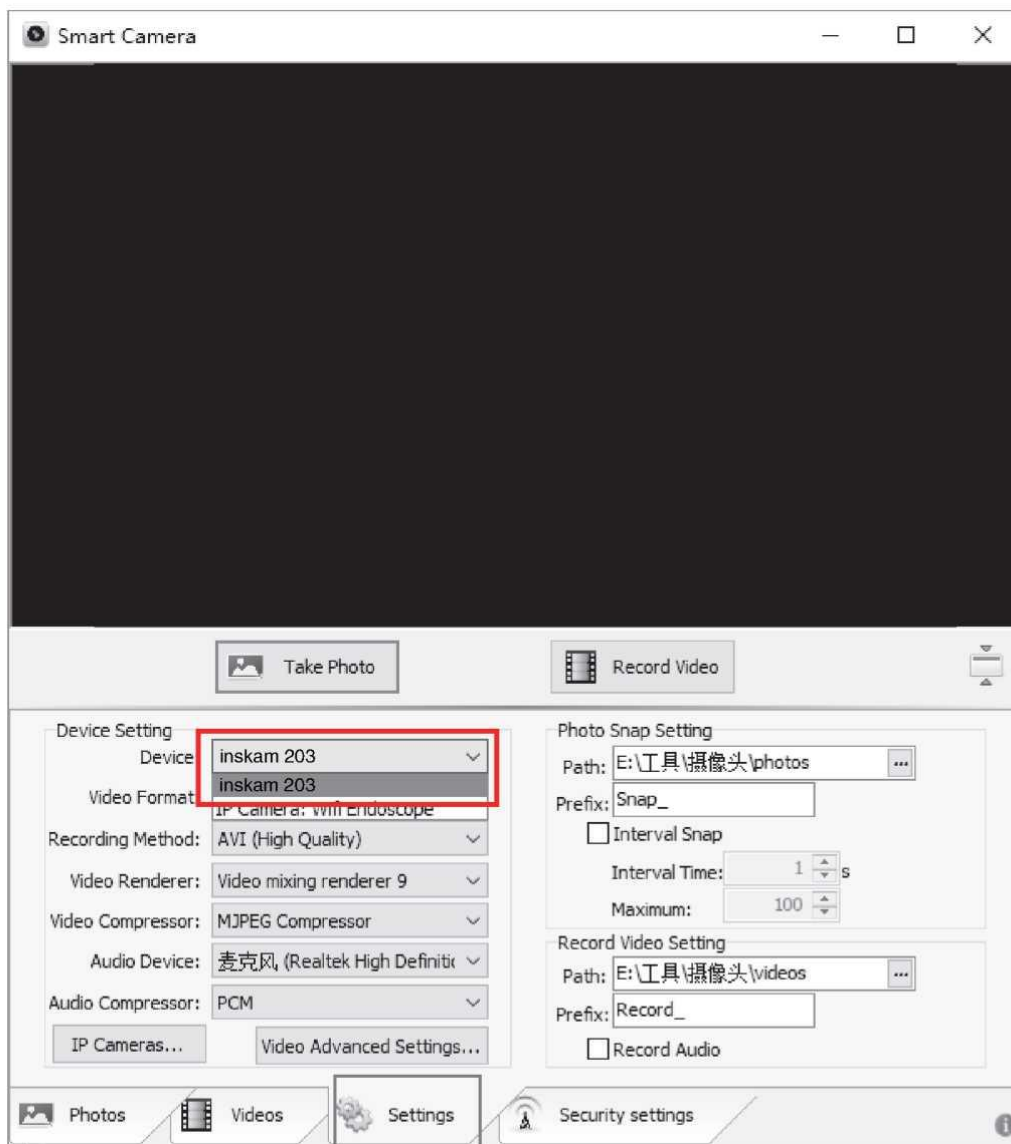 Smart Camera
Take Photo
Record Video
Device Setting
Device
inskam 203
inskam 203
IP Camera: Wifi Endoscope
Video Format
Recording Method: AVI (High Quality)
Video Renderer: Video mixing renderer 9
Video Compressor: MJPEG Compressor
Audio Device: 麦克风 (Realtek High Definitic
Audio Compressor: PCM
IP Cameras...
Video Advanced Settings...
Photo Snap Setting
Path: E:\工具\摄像头\photos ...
Prefix: Snap_
Interval Snap
Interval Time: 1 s
Maximum: 100
Record Video Setting
Path: E:\工具\摄像头\videos ...
Prefix: Record_
Record Audio
Photos
Videos
Settings
Security settings